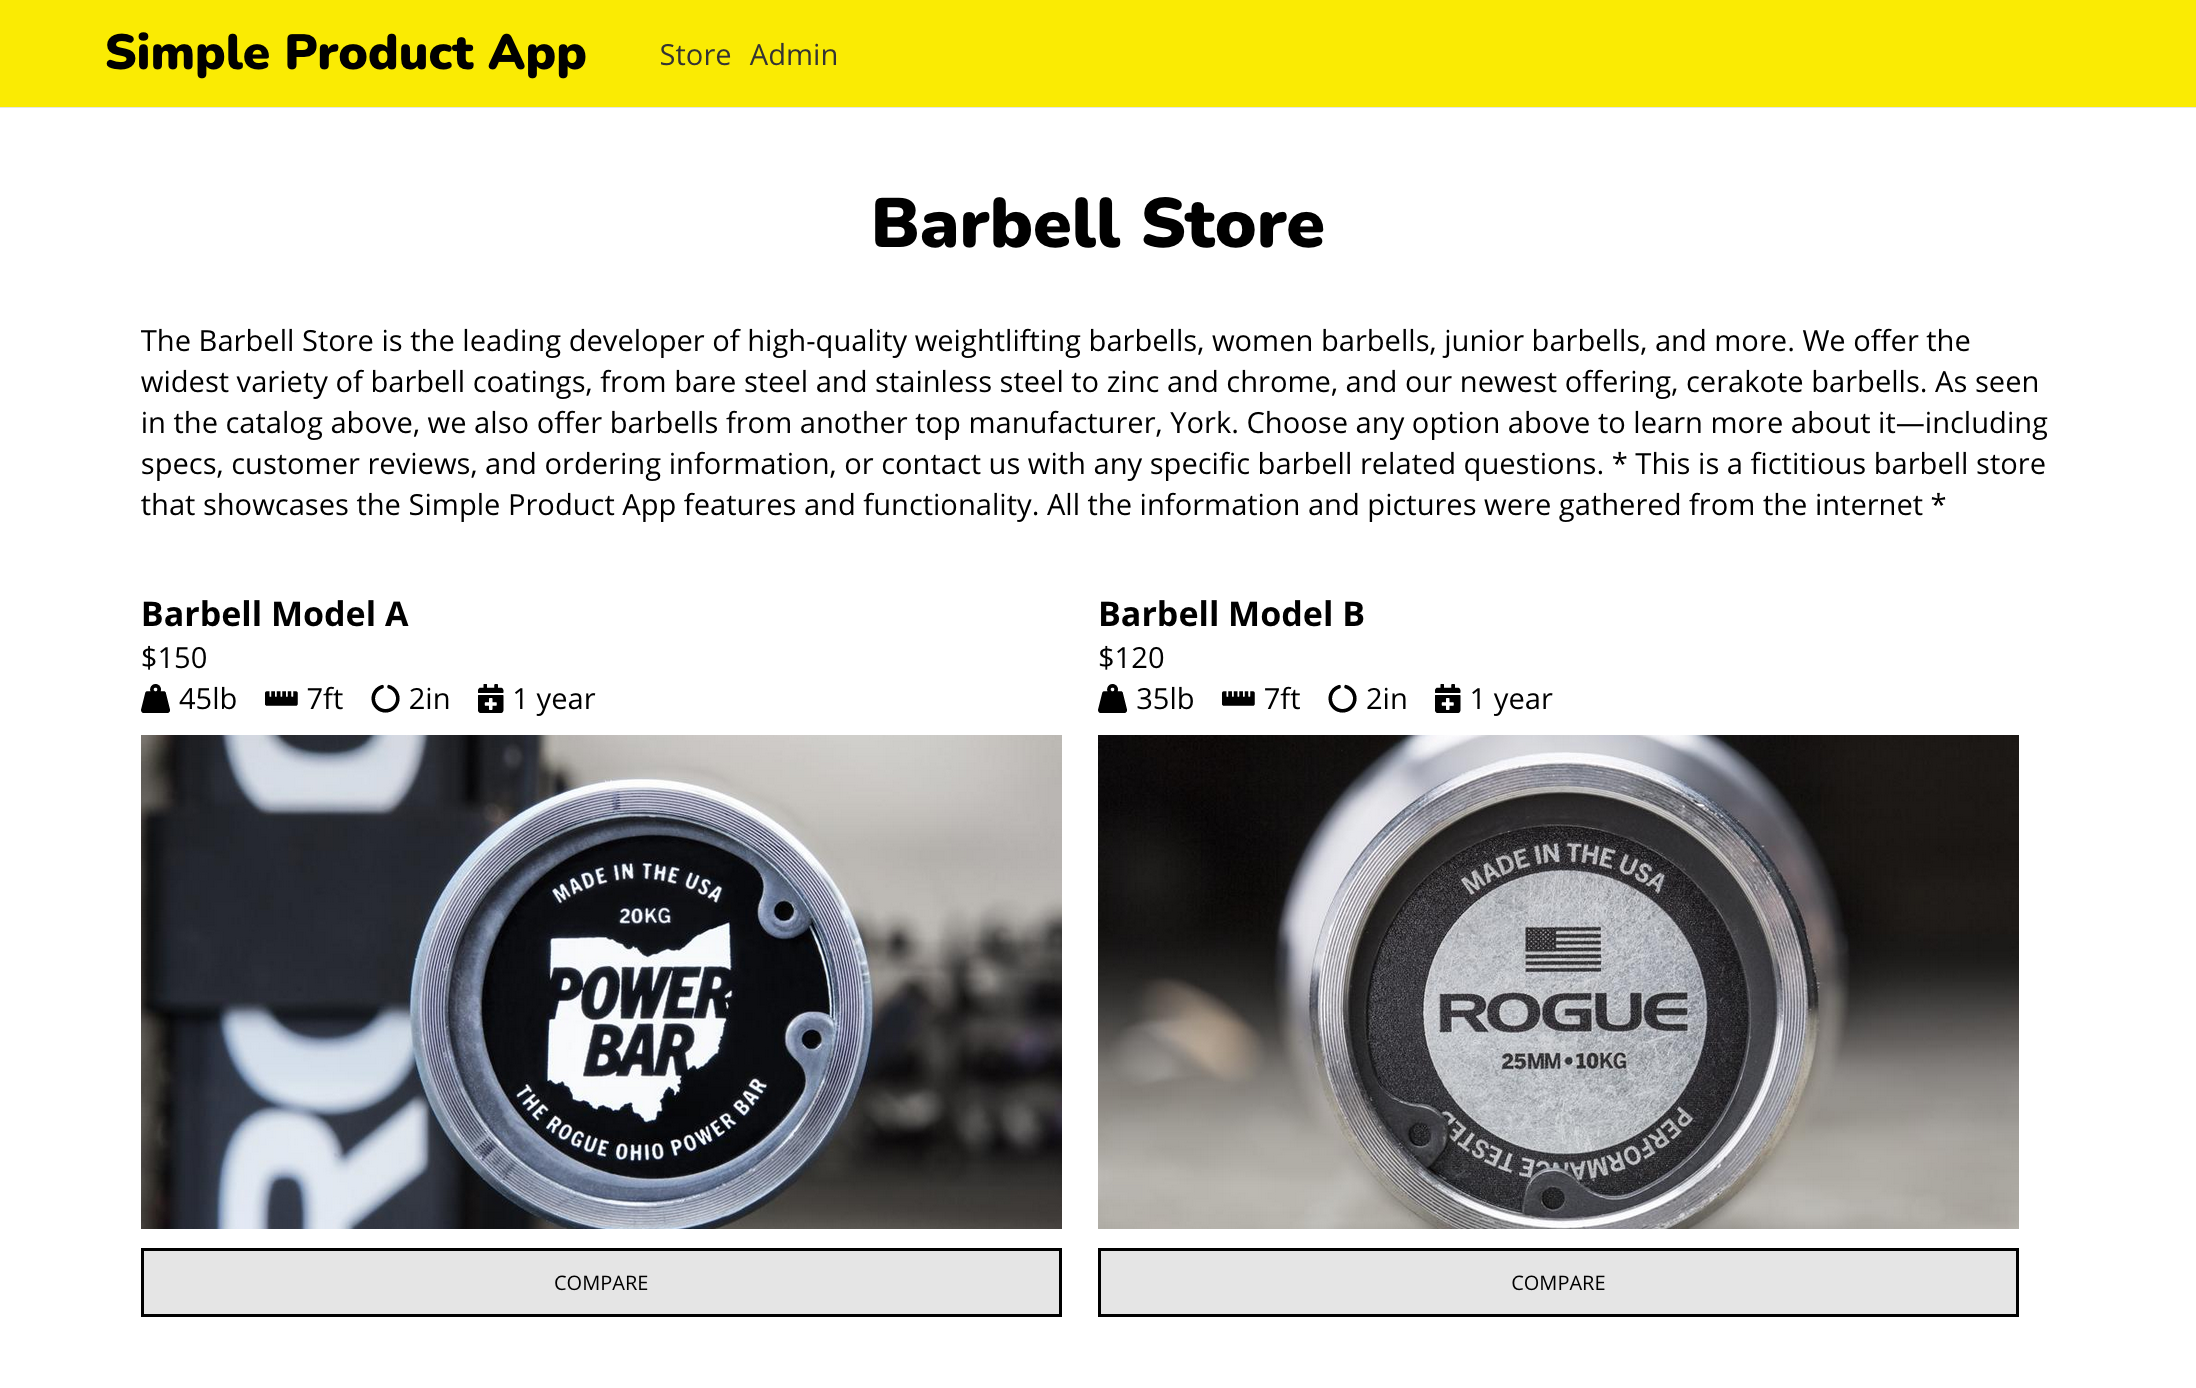 Simple Product App
Store Admin
Barbell Store
The Barbell Store is the leading developer of high-quality weightlifting barbells, women barbells, junior barbells, and more. We offer the
widest variety of barbell coatings, from bare steel and stainless steel to zinc and chrome, and our newest offering, cerakote barbells. As seen
in the catalog above, we also offer barbells from another top manufacturer, York. Choose any option above to learn more about it—including
specs, customer reviews, and ordering information, or contact us with any specific barbell related questions. * This is a fictitious barbell store
that showcases the Simple Product App features and functionality. All the information and pictures were gathered from the internet *
Barbell Model A
$150
45lb 7ft 2in 1 year
MADE IN THE USA
20KG
POWER
BAR
THE ROGUE OHIO POWER BAR
COMPARE
Barbell Model B
$120
35lb 7ft 2in 1 year
MADE IN THE USA
ROGUE
25MM•10KG
PERFORMANCE TESTED
COMPARE